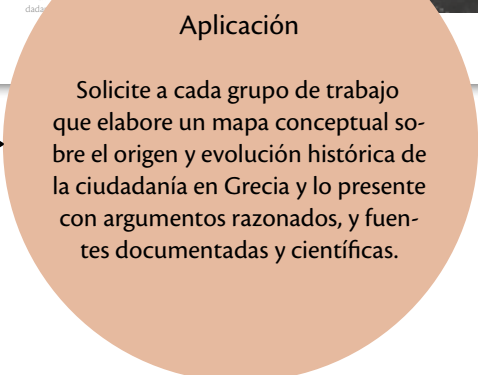 dada
Aplicación
Solicite a cada grupo de trabajo
que elabore un mapa conceptual so-
bre el origen y evolución histórica de
la ciudadanía en Grecia y lo presente
con argumentos razonados, y fuen-
tes documentadas y científicas.